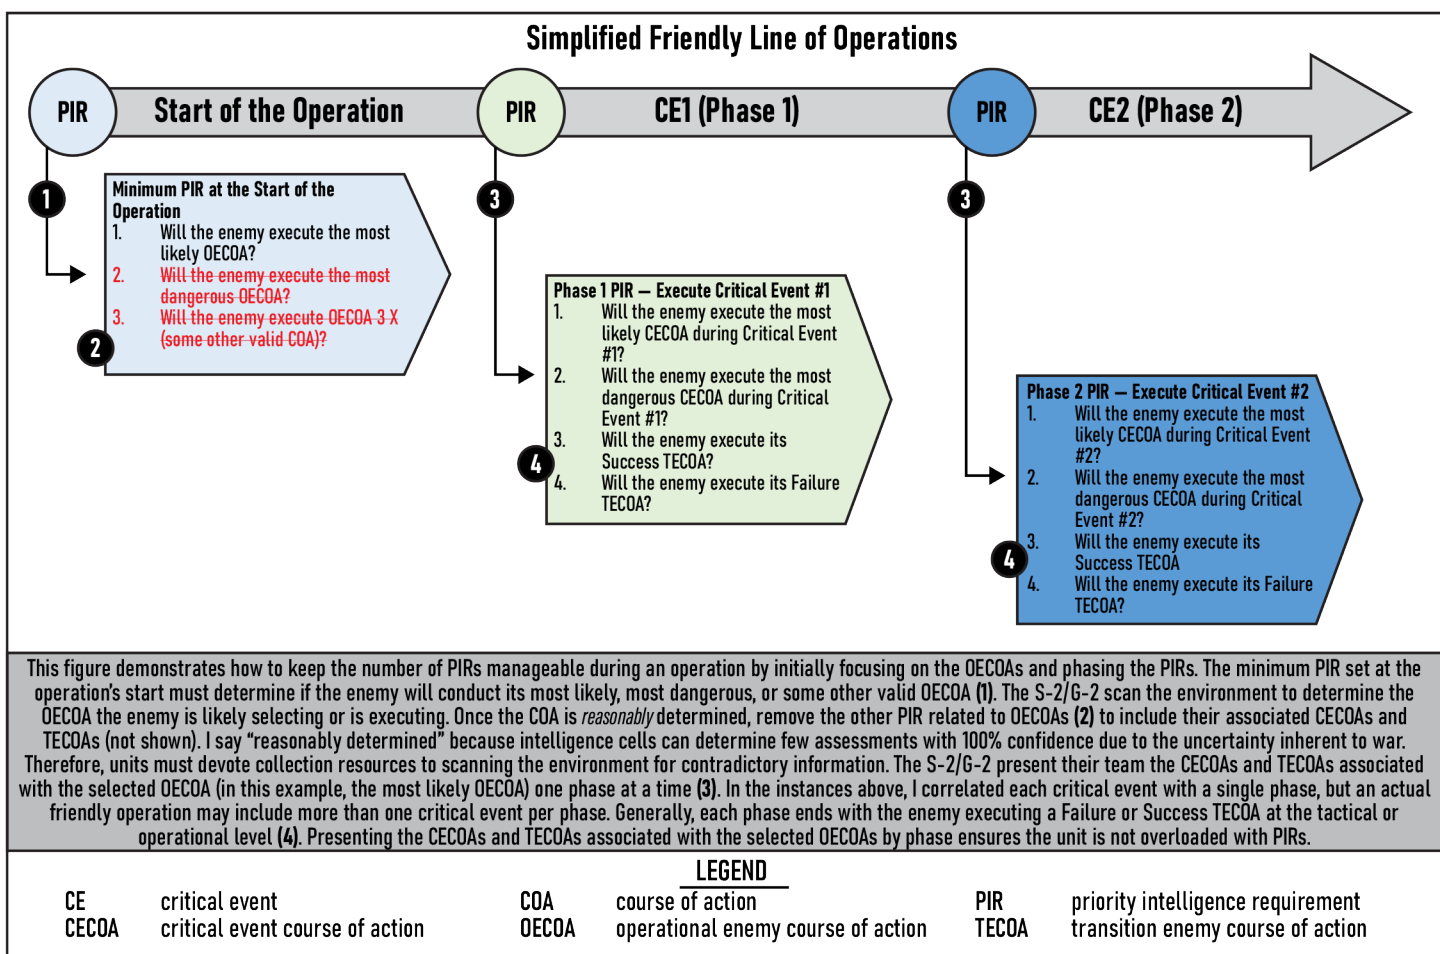 Simplified Friendly Line of Operations
PIR
Start of the Operation
PIR
CE1 (Phase 1)
PIR
CE2 (Phase 2)
1
Minimum PIR at the Start of the
Operation
1. Will the enemy execute the most
likely OECOA?
2. Will the enemy execute the most
dangerous OECOA?
3. Will the enemy execute OECOA 3 X
(some other valid COA)?
2
3
Phase 1 PIR — Execute Critical Event #1
1. Will the enemy execute the most
likely CECOA during Critical Event
#1?
2. Will the enemy execute the most
dangerous CECOA during Critical
Event #1?
3. Will the enemy execute its
Success TECOA?
4. Will the enemy execute its Failure
TECOA?
4
3
Phase 2 PIR — Execute Critical Event #2
1. Will the enemy execute the most
likely CECOA during Critical Event
#2?
2. Will the enemy execute the most
dangerous CECOA during Critical
Event #2?
3. Will the enemy execute its
Success TECOA
4. Will the enemy execute its Failure
TECOA?
4
This figure demonstrates how to keep the number of PIRs manageable during an operation by initially focusing on the OECOAs and phasing the PIRs. The minimum PIR set at the
operation's start must determine if the enemy will conduct its most likely, most dangerous, or some other valid OECOA (1). The S-2/G-2 scan the environment to determine the
OECOA the enemy is likely selecting or is executing. Once the COA is reasonably determined, remove the other PIR related to OECOAs (2) to include their associated CECOAs and
TECOAs (not shown). I say “reasonably determined” because intelligence cells can determine few assessments with 100% confidence due to the uncertainty inherent to war.
Therefore, units must devote collection resources to scanning the environment for contradictory information. The S-2/G-2 present their team the CECOAs and TECOAs associated
with the selected OECOA (in this example, the most likely OECOA) one phase at a time (3). In the instances above, I correlated each critical event with a single phase, but an actual
friendly operation may include more than one critical event per phase. Generally, each phase ends with the enemy executing a Failure or Success TECOA at the tactical or
operational level (4). Presenting the CECOAs and TECOAs associated with the selected OECOAs by phase ensures the unit is not overloaded with PIRs.
LEGEND
CE critical event
COA course of action
PIR priority intelligence requirement
CECOA critical event course of action
OECOA operational enemy course of action
TECOA transition enemy course of action